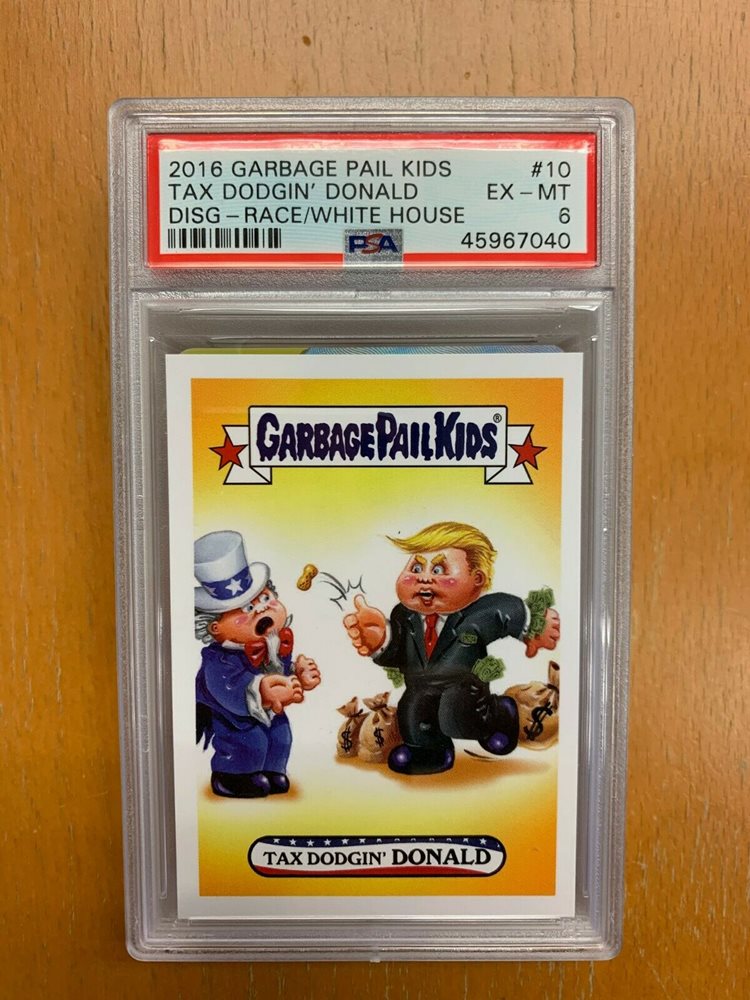 2016 GARBAGE PAIL KIDS #10
TAX DODGIN' DONALD EX – MT
DISG – RACE/WHITE HOUSE 6
PSA 45967040
GARBAGE PAIL KIDS®
$ $ $
TAX DODGIN' DONALD